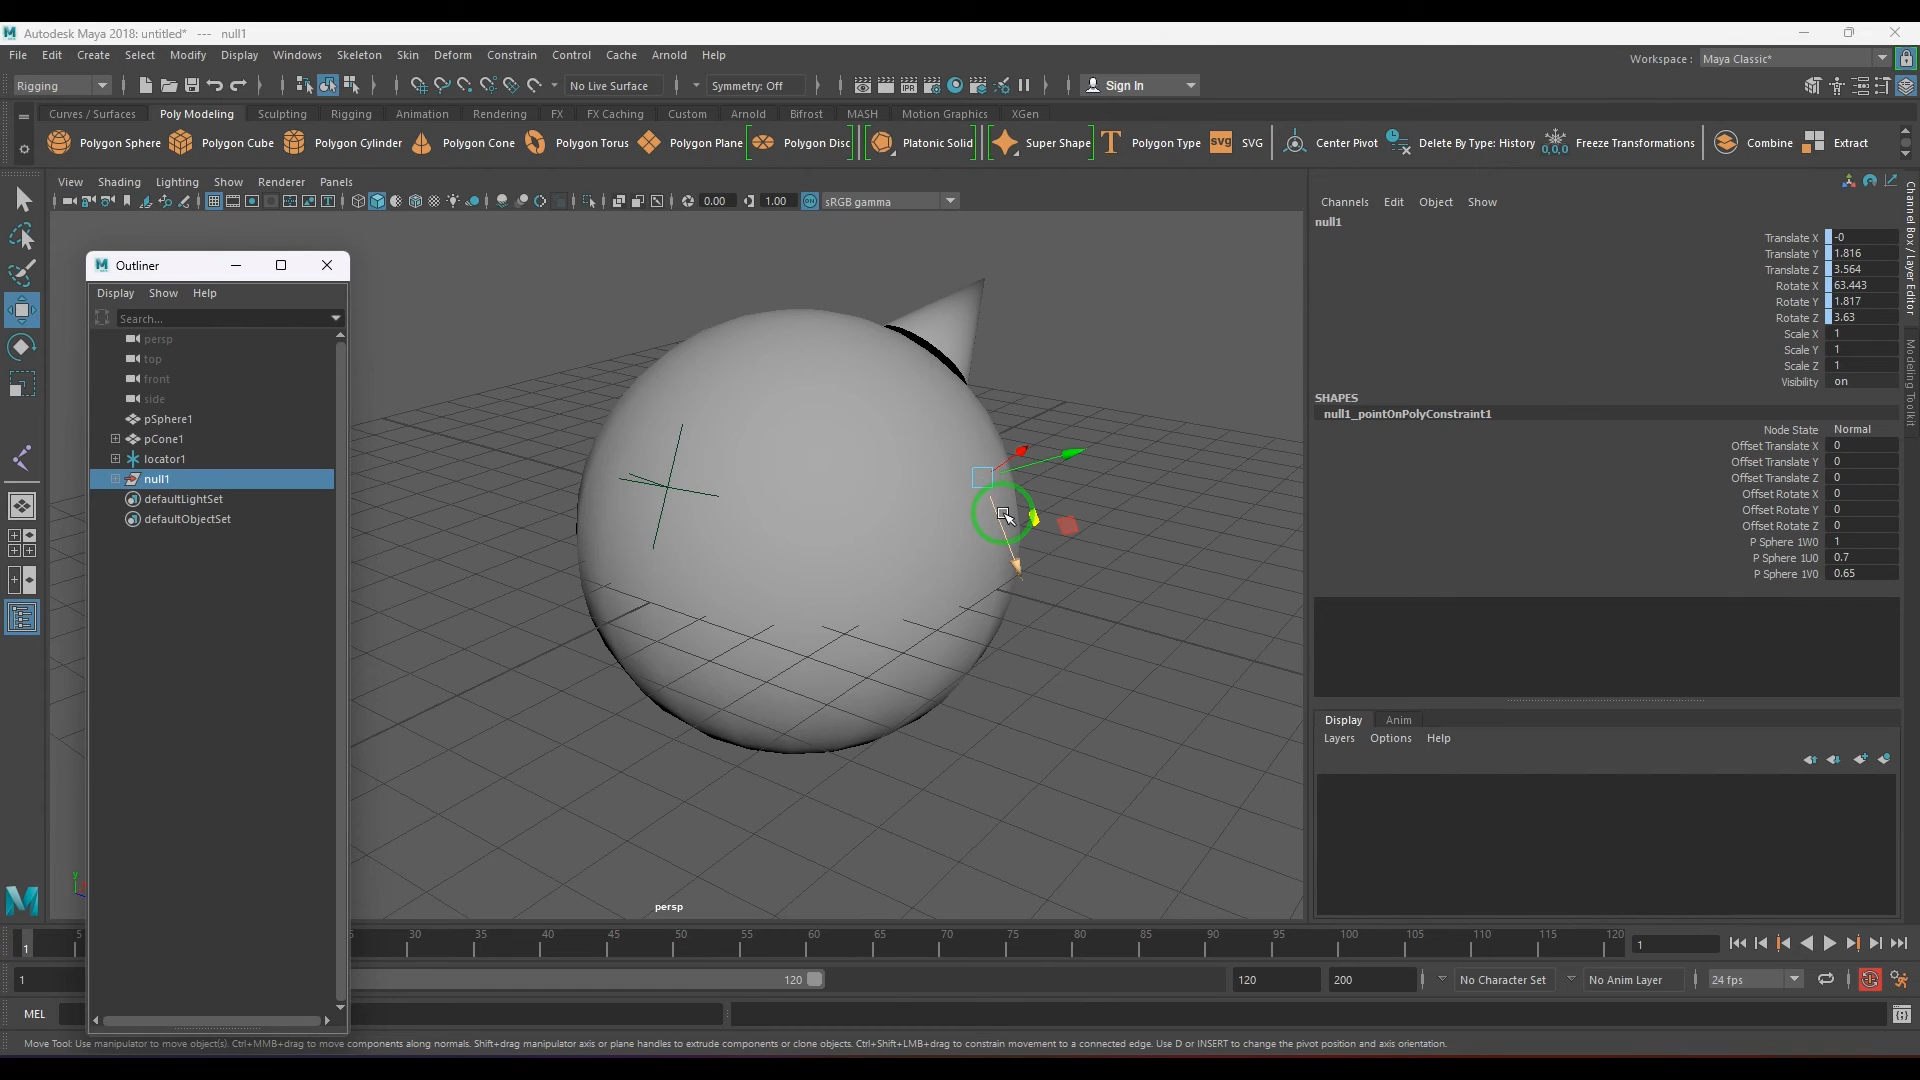 Autodesk Maya 2018: untitled* --- null1
File Edit Create Select Modify Display Windows Skeleton Skin Deform Constrain Control Cache Arnold Help
Workspace : Maya Classic*
Rigging No Live Surface Symmetry: Off Sign In
Curves / Surfaces Poly Modeling Sculpting Rigging Animation Rendering FX FX Caching Custom Arnold Bifrost MASH Motion Graphics XGen
Polygon Sphere Polygon Cube Polygon Cylinder Polygon Cone Polygon Torus Polygon Plane Polygon Disc Platonic Solid Super Shape Polygon Type SVG SVG Center Pivot Delete By Type: History 0,0,0 Freeze Transformations Combine Extract
View Shading Lighting Show Renderer Panels
0.00 1.00 ON sRGB gamma
Outliner
Display Show Help
Search...
persp
top
front
side
pSphere1
pCone1
locator1
null1
defaultLightSet
defaultObjectSet
y
persp
Channels Edit Object Show
null1
Translate X -0
Translate Y 1.816
Translate Z 3.564
Rotate X 63.443
Rotate Y 1.817
Rotate Z 3.63
Scale X 1
Scale Y 1
Scale Z 1
Visibility on
SHAPES
null1_pointOnPolyConstraint1
Node State Normal
Offset Translate X 0
Offset Translate Y 0
Offset Translate Z 0
Offset Rotate X 0
Offset Rotate Y 0
Offset Rotate Z 0
P Sphere 1W0 1
P Sphere 1U0 0.7
P Sphere 1V0 0.65
Channel Box / Layer Editor
Modeling Toolkit
Display Anim
Layers Options Help
1 5 30 35 40 45 50 55 60 65 70 75 80 85 90 95 100 105 110 115 120 1
1 120 120 200 No Character Set No Anim Layer 24 fps
MEL
Move Tool: Use manipulator to move object(s). Ctrl+MMB+drag to move components along normals. Shift+drag manipulator axis or plane handles to extrude components or clone objects. Ctrl+Shift+LMB+drag to constrain movement to a connected edge. Use D or INSERT to change the pivot position and axis orientation.